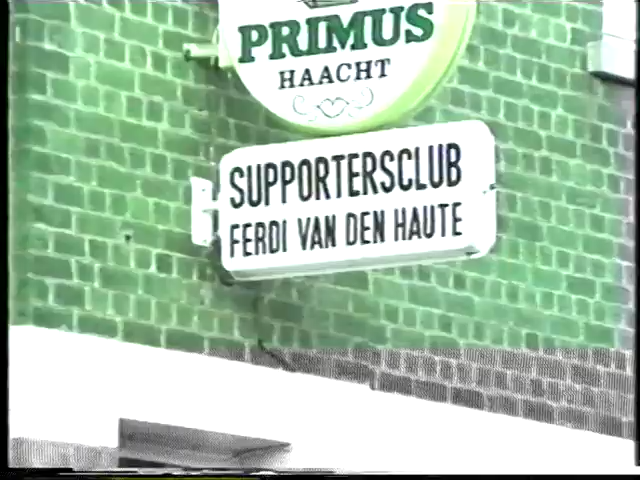 PRIMUS
HAACHT
SUPPORTERSCLUB
FERDI VAN DEN HAUTE